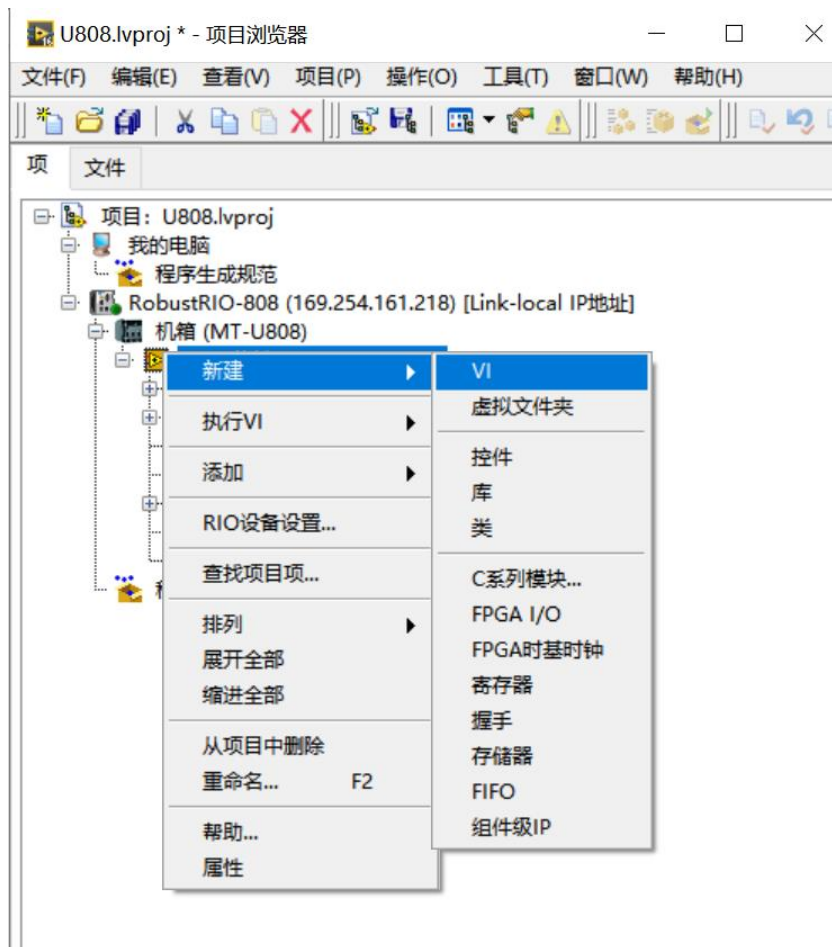 U808.lvproj * - 项目浏览器
文件(F) 编辑(E) 查看(V) 项目(P) 操作(O) 工具(T) 窗口(W) 帮助(H)
项 文件
项目：U808.lvproj
我的电脑
程序生成规范
RobustRIO-808 (169.254.161.218) [Link-local IP地址]
机箱 (MT-U808)
新建
执行VI
添加
RIO设备设置...
查找项目项...
排列
展开全部
缩进全部
从项目中删除
重命名... F2
帮助...
属性
VI
虚拟文件夹
控件
库
类
C系列模块...
FPGA I/O
FPGA时基时钟
寄存器
握手
存储器
FIFO
组件级IP